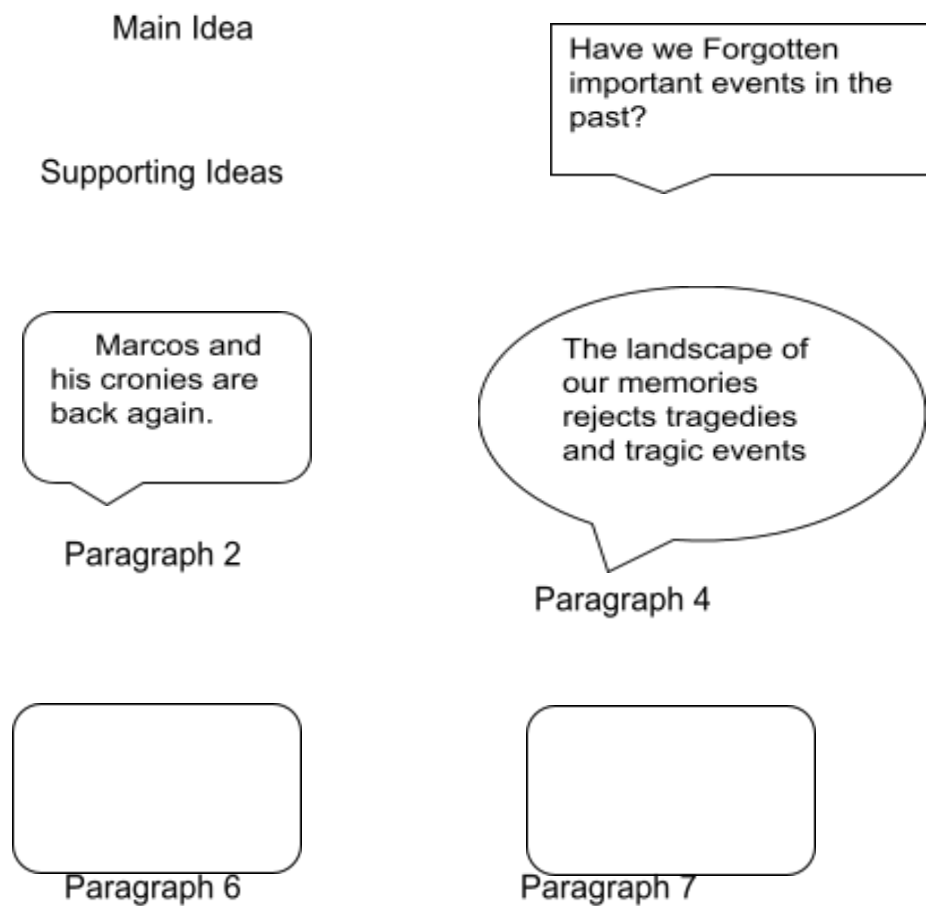 Main Idea
Have we Forgotten
important events in the
past?
Supporting Ideas
Marcos and
his cronies are
back again.
The landscape of
our memories
rejects tragedies
and tragic events
Paragraph 2
Paragraph 4
Paragraph 6
Paragraph 7